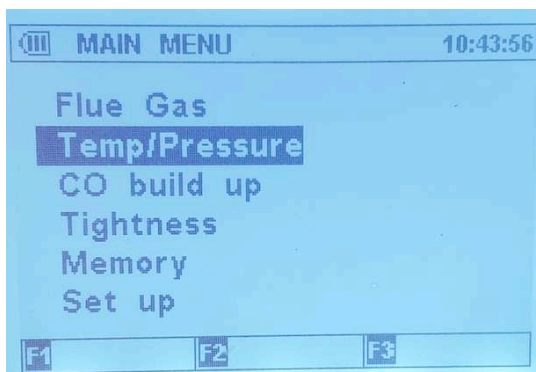 MAIN MENU 10:43:56
Flue Gas
Temp/Pressure
CO build up
Tightness
Memory
Set up
F1 F2 F3